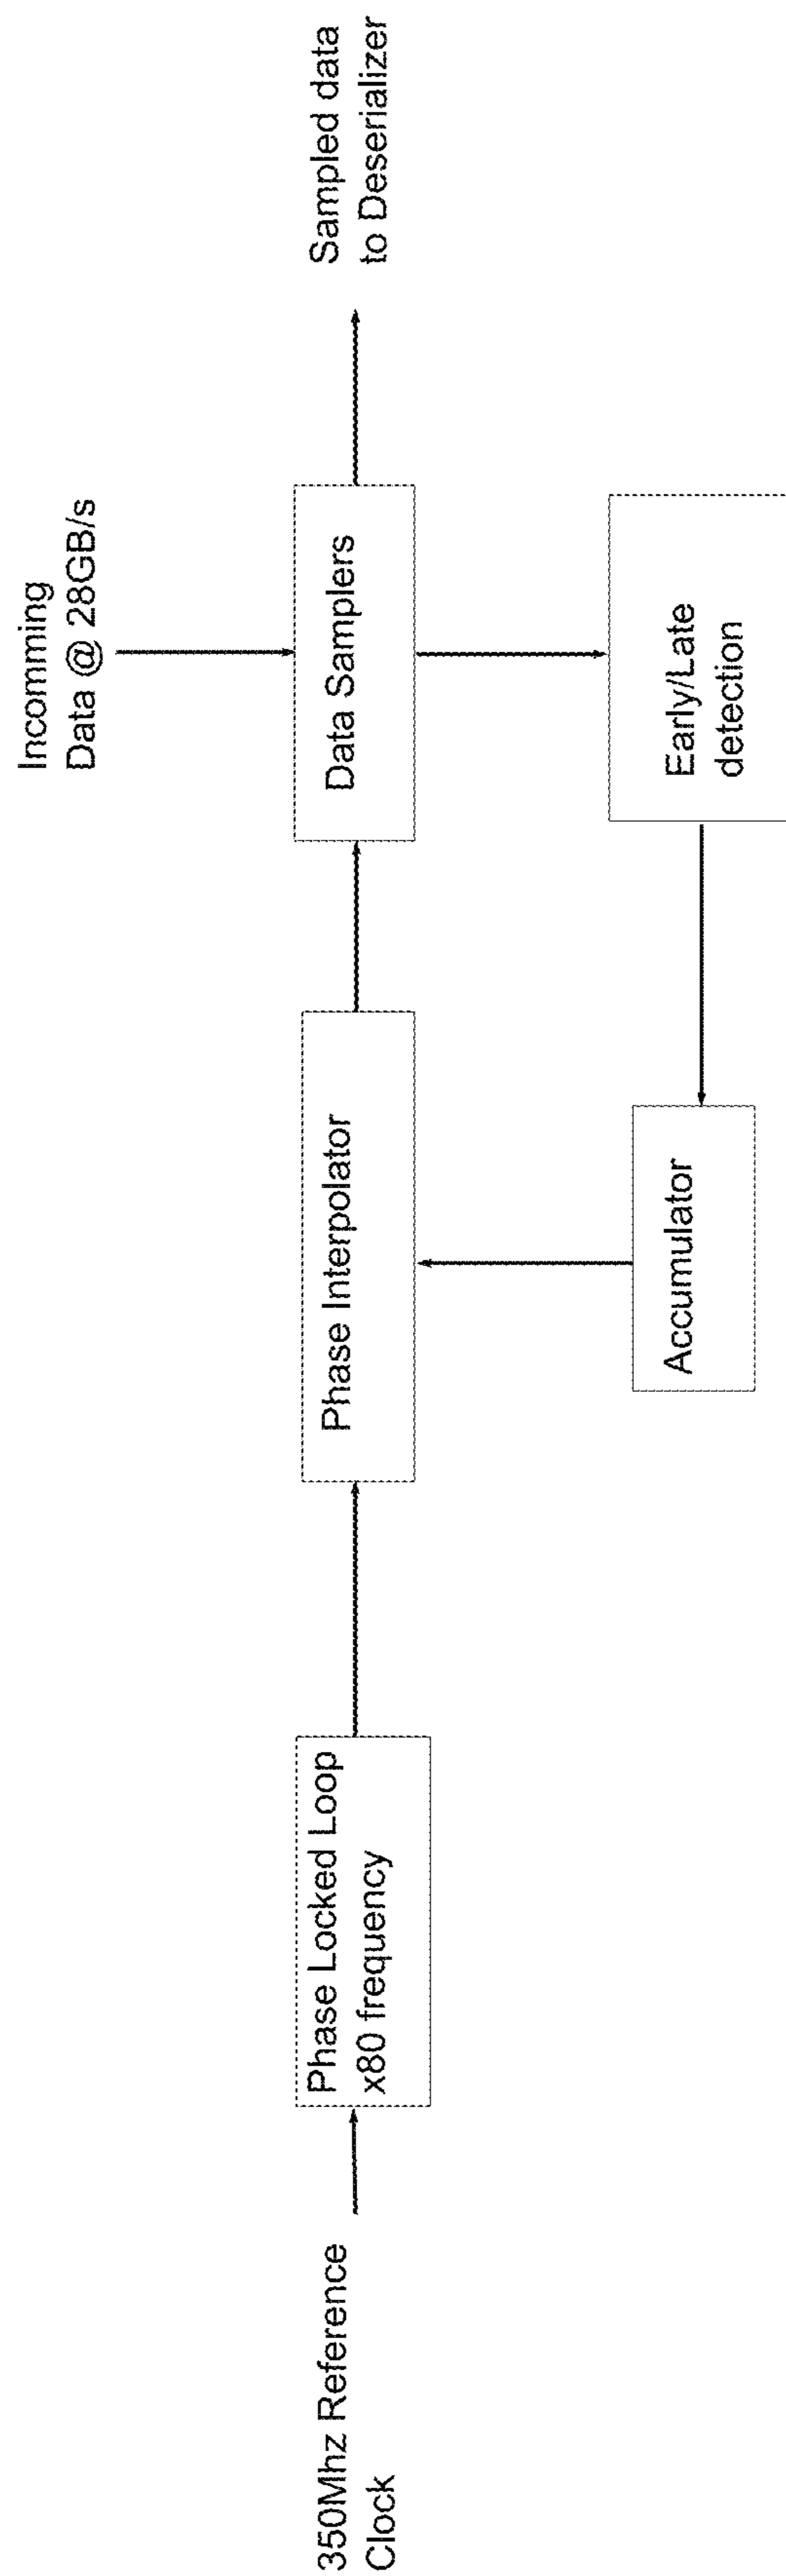 350Mhz Reference
Clock
Phase Locked Loop
x80 frequency
Phase Interpolator
Incomming
Data @ 28GB/s
Data Samplers
Sampled data
to Deserializer
Accumulator
Early/Late
detection